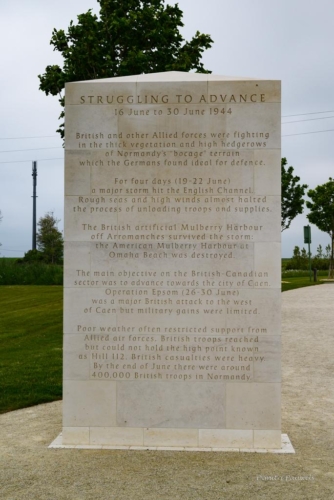 STRUGGLING TO ADVANCE
16 June to 30 June 1944
British and other Allied forces were fighting
in the thick vegetation and high hedgerows
of Normandy's 'bocage' terrain
which the Germans found ideal for defence.
For four days (19-22 June)
a major storm hit the English Channel.
Rough seas and high winds almost halted
the process of unloading troops and supplies.
The British artificial Mulberry Harbour
off Arromanches survived the storm:
the American Mulberry Harbour at
Omaha Beach was destroyed.
The main objective on the British-Canadian
sector was to advance towards the city of Caen.
Operation Epsom (26-30 June)
was a major British attack to the west
of Caen but military gains were limited.
Poor weather often restricted support from
Allied air forces. British troops reached
but could not hold the high point known
as Hill 112. British casualties were heavy.
By the end of June there were around
400,000 British troops in Normandy.